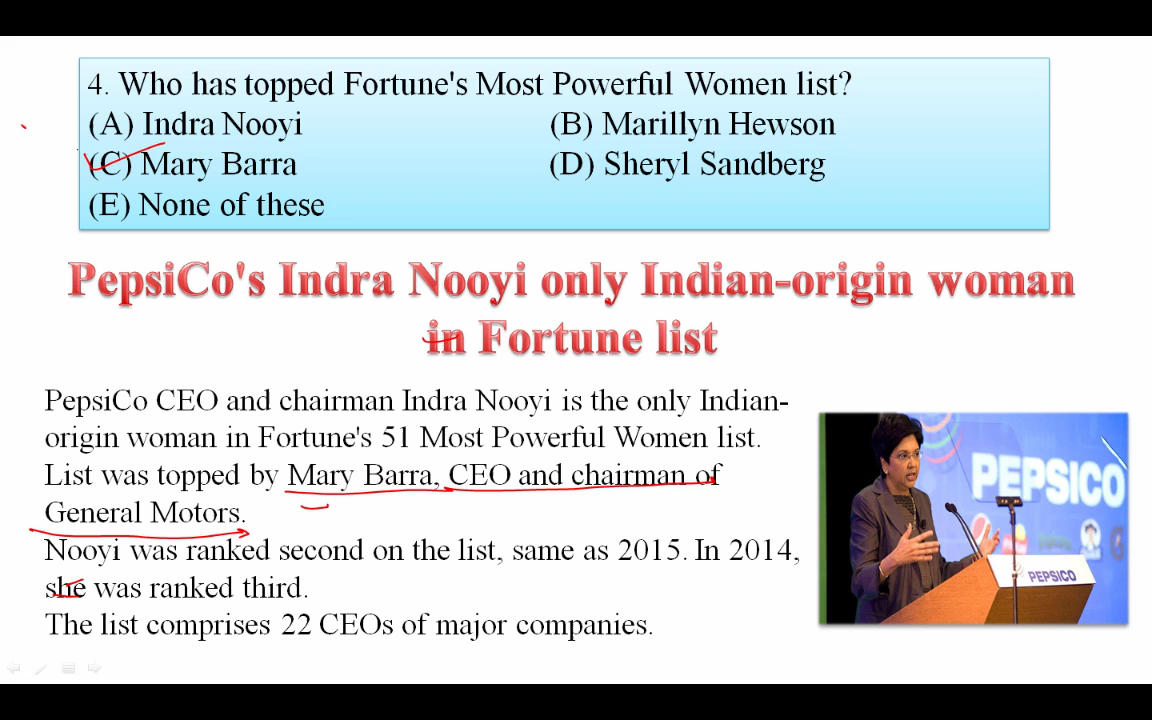 4. Who has topped Fortune's Most Powerful Women list?
(A) Indra Nooyi (B) Marillyn Hewson
(C) Mary Barra (D) Sheryl Sandberg
(E) None of these
PepsiCo's Indra Nooyi only Indian-origin woman
in Fortune list
PepsiCo CEO and chairman Indra Nooyi is the only Indian-
origin woman in Fortune's 51 Most Powerful Women list.
List was topped by Mary Barra, CEO and chairman of
General Motors.
Nooyi was ranked second on the list, same as 2015. In 2014,
she was ranked third.
The list comprises 22 CEOs of major companies.
PEPSICO
PEPSICO